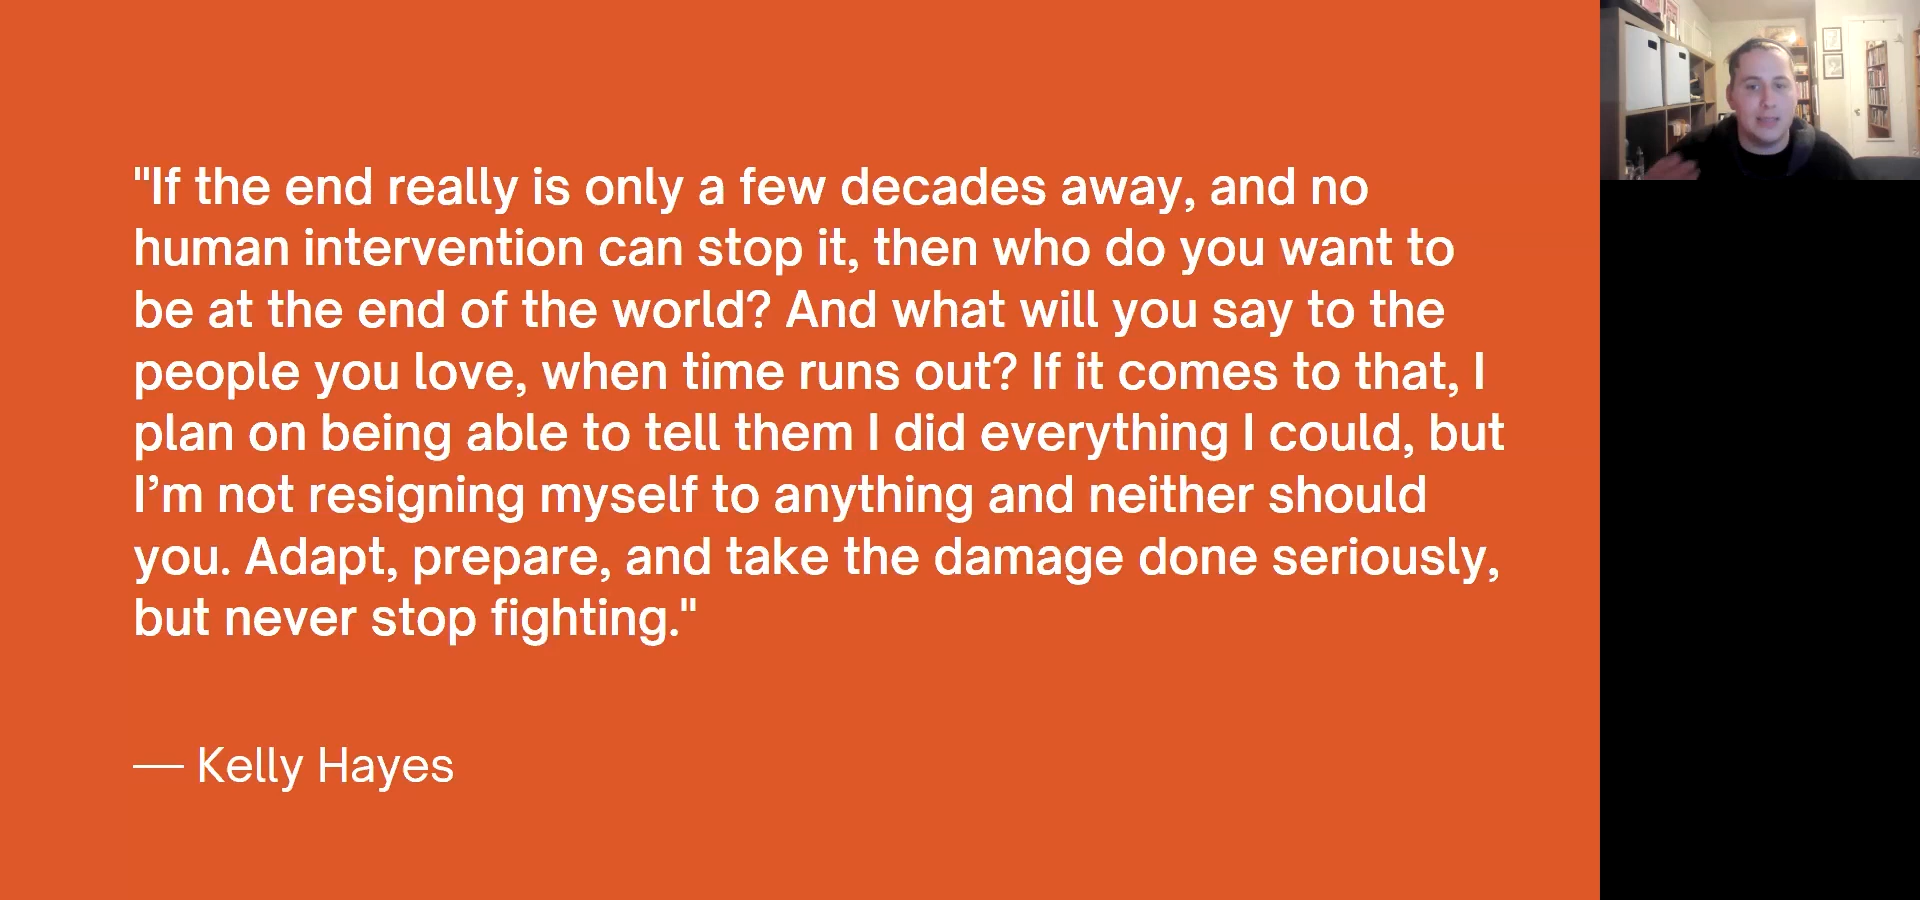 "If the end really is only a few decades away, and no
human intervention can stop it, then who do you want to
be at the end of the world? And what will you say to the
people you love, when time runs out? If it comes to that, I
plan on being able to tell them I did everything I could, but
I’m not resigning myself to anything and neither should
you. Adapt, prepare, and take the damage done seriously,
but never stop fighting."
— Kelly Hayes